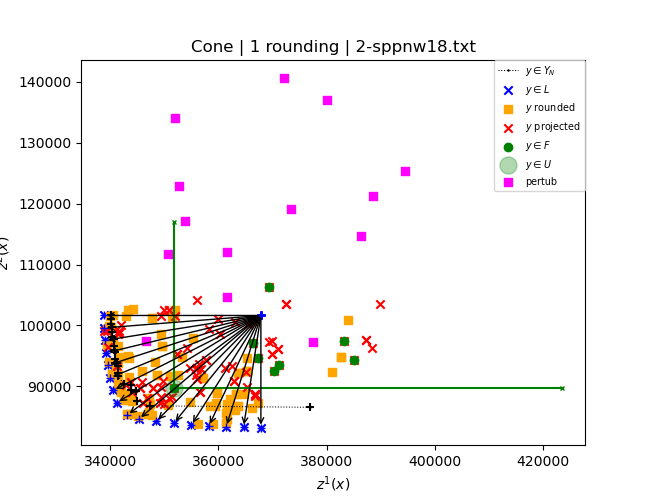 Cone | 1 rounding | 2-sppnw18.txt
140000
130000
120000
110000
100000
90000
z²(x)
340000 360000 380000 400000 420000
z¹(x)
y ∈ Y_N
y ∈ L
y rounded
y projected
y ∈ F
y ∈ U
pertub